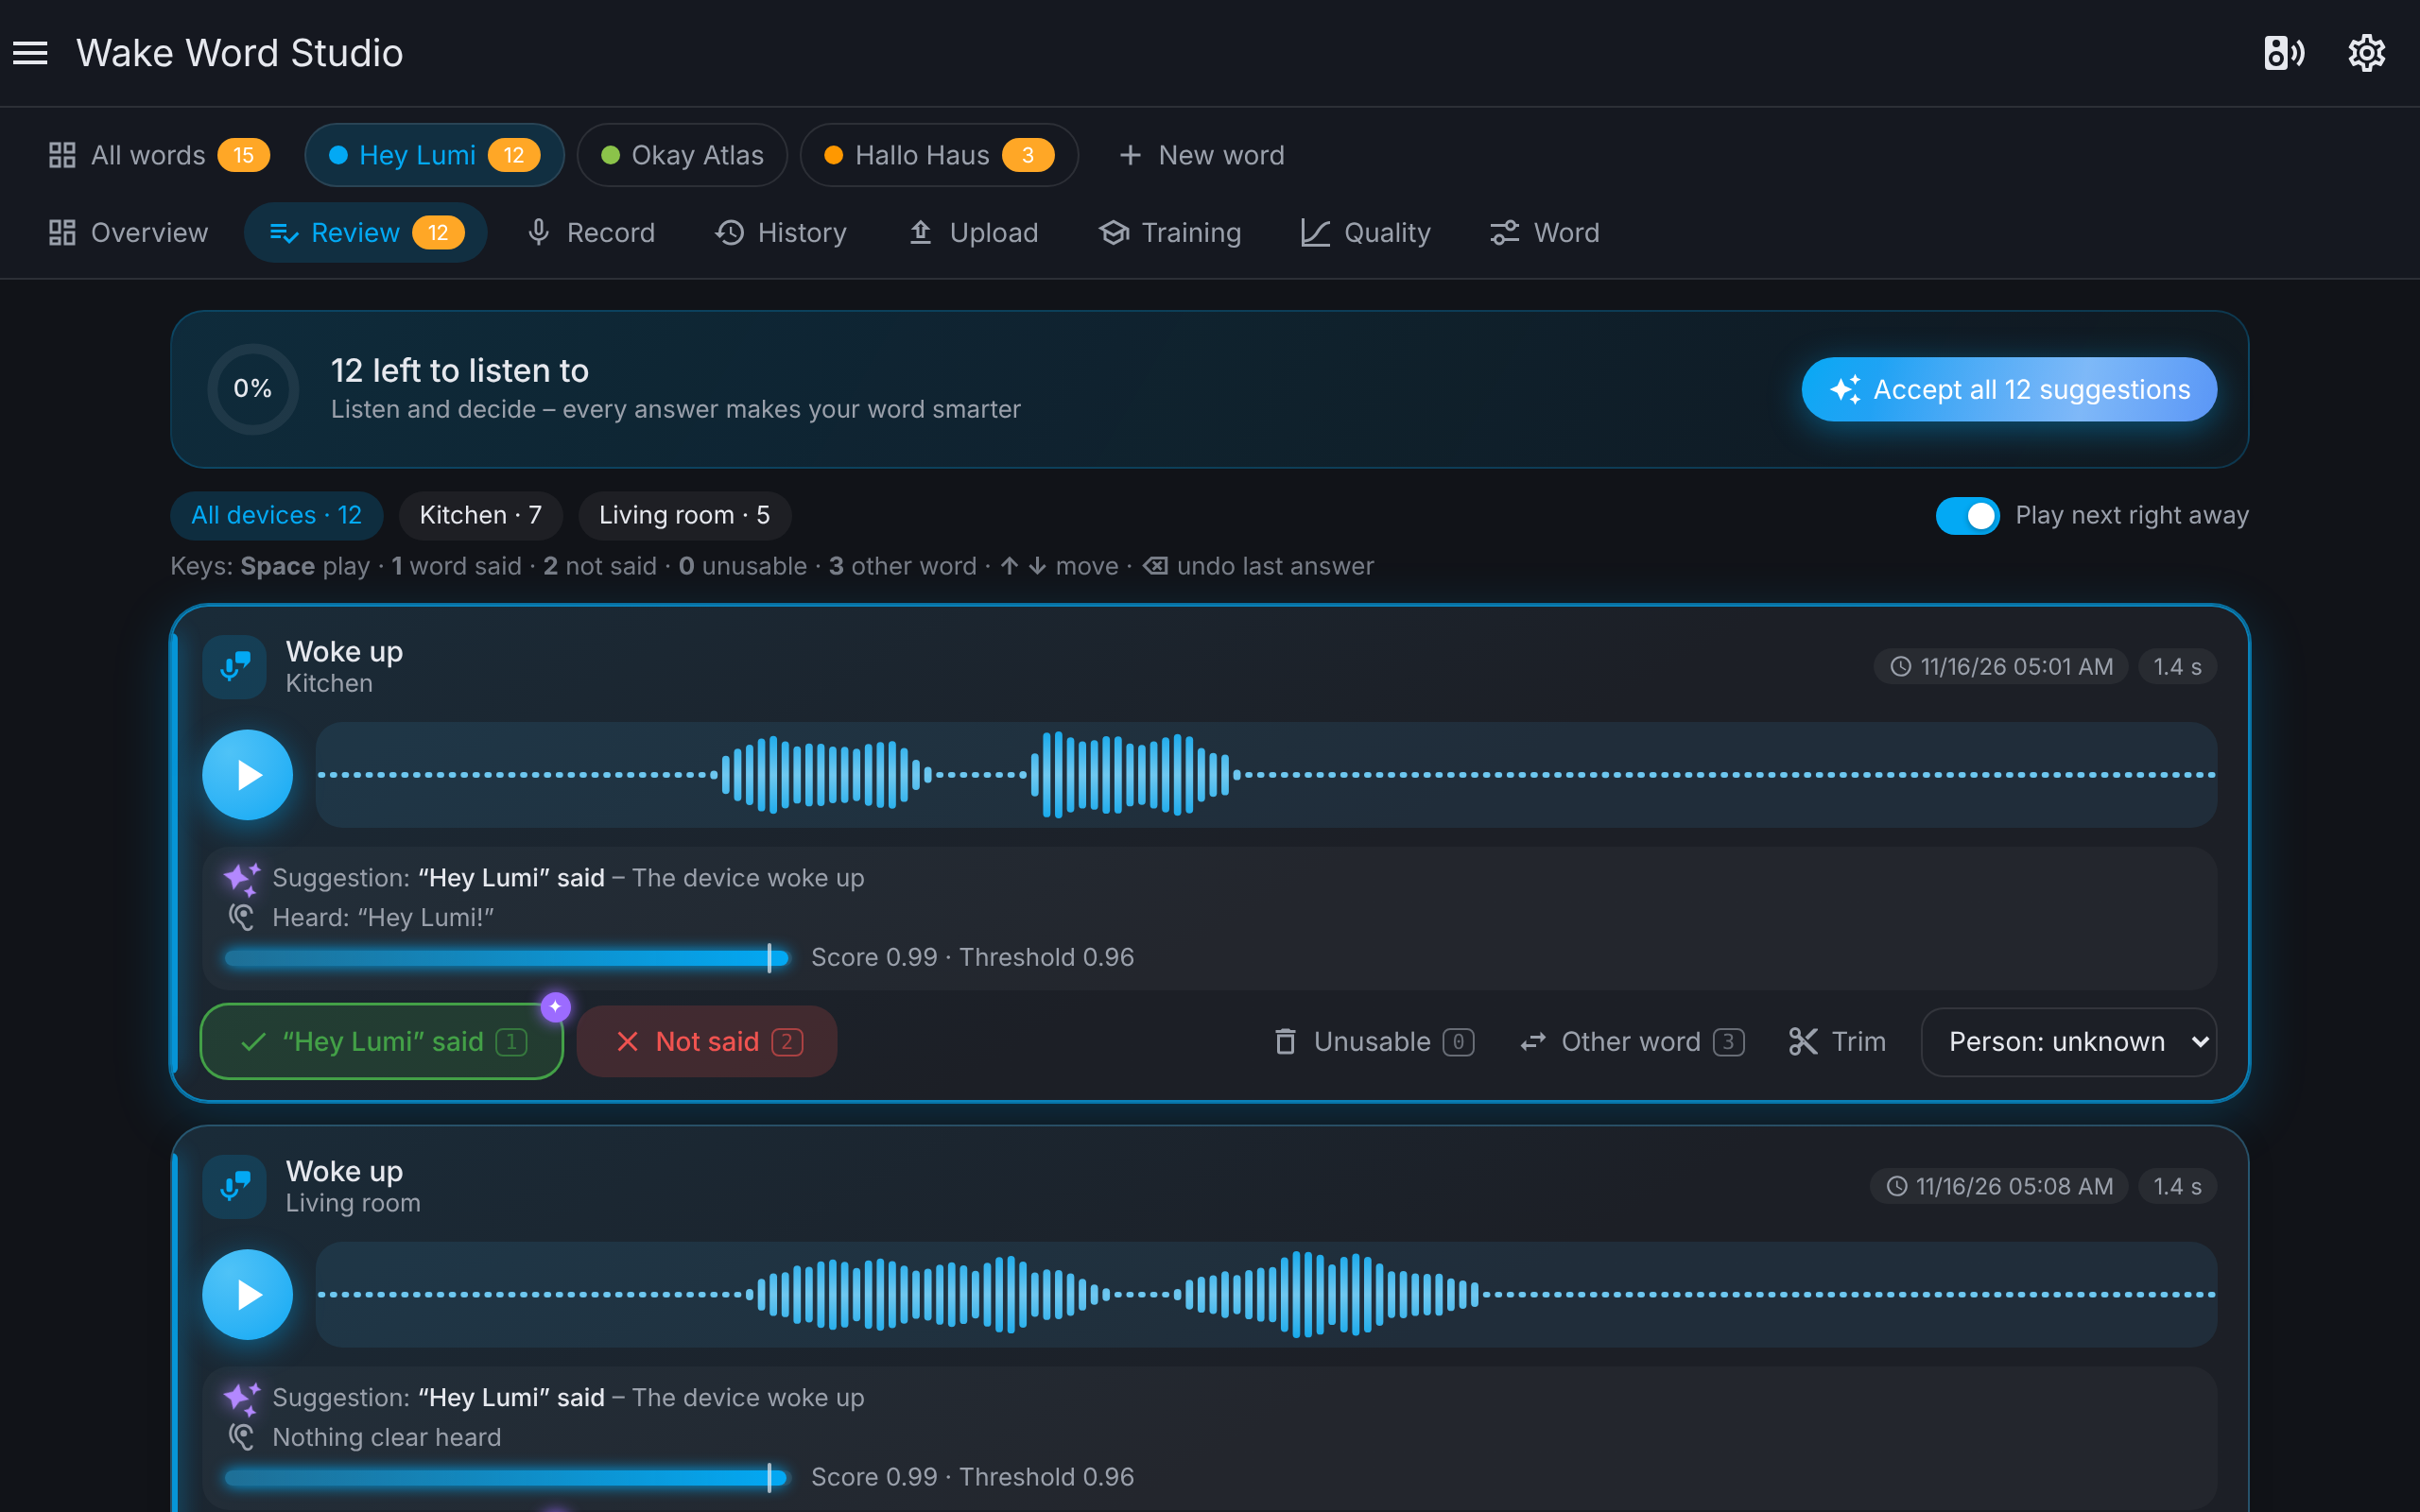 Wake Word Studio
All words 15 Hey Lumi 12 Okay Atlas Hallo Haus 3 + New word
Overview Review 12 Record History Upload Training Quality Word
0% 12 left to listen to
Listen and decide – every answer makes your word smarter
Accept all 12 suggestions
All devices · 12 Kitchen · 7 Living room · 5 Play next right away
Keys: Space play · 1 word said · 2 not said · 0 unusable · 3 other word · ↑ ↓ move · ⌫ undo last answer
Woke up
Kitchen
11/16/26 05:01 AM 1.4 s
Suggestion: “Hey Lumi” said – The device woke up
Heard: “Hey Lumi!”
Score 0.99 · Threshold 0.96
“Hey Lumi” said 1 Not said 2 Unusable 0 Other word 3 Trim Person: unknown
Woke up
Living room
11/16/26 05:08 AM 1.4 s
Suggestion: “Hey Lumi” said – The device woke up
Nothing clear heard
Score 0.99 · Threshold 0.96